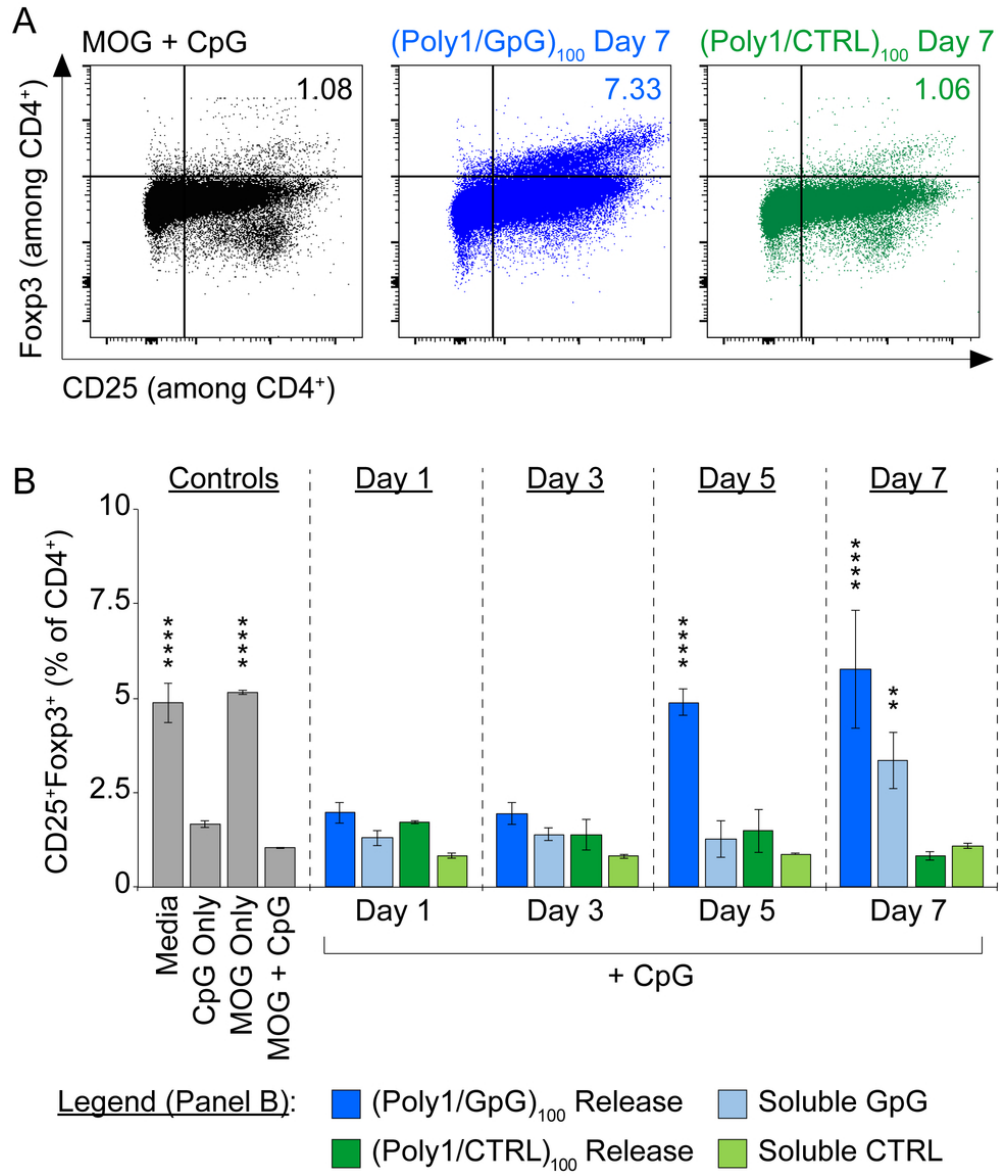 A
MOG + CpG
(Poly1/GpG)100 Day 7
(Poly1/CTRL)100 Day 7
1.08
7.33
1.06
Foxp3 (among CD4+)
CD25 (among CD4+)
B
Controls
Day 1
Day 3
Day 5
Day 7
CD25+Foxp3+ (% of CD4+)
10
7.5
5
2.5
0
****
****
****
****
**
Media
CpG Only
MOG Only
MOG + CpG
Day 1
Day 3
Day 5
Day 7
+ CpG
Legend (Panel B):
(Poly1/GpG)100 Release
Soluble GpG
(Poly1/CTRL)100 Release
Soluble CTRL